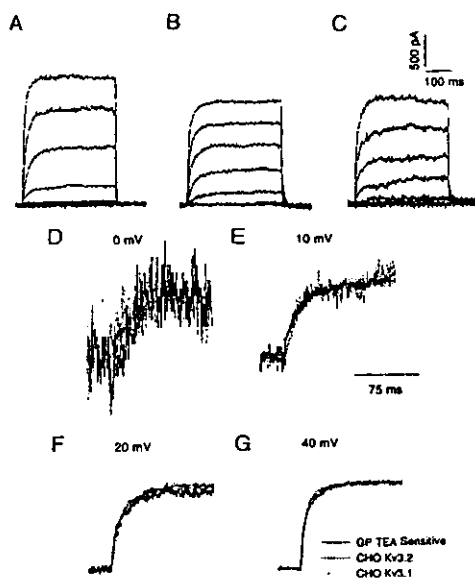 A
B
C
500 pA
100 ms
D
0 mV
E
10 mV
75 ms
F
20 mV
G
40 mV
GP TEA Sensitive
CHO Kv3.2
CHO Kv3.1